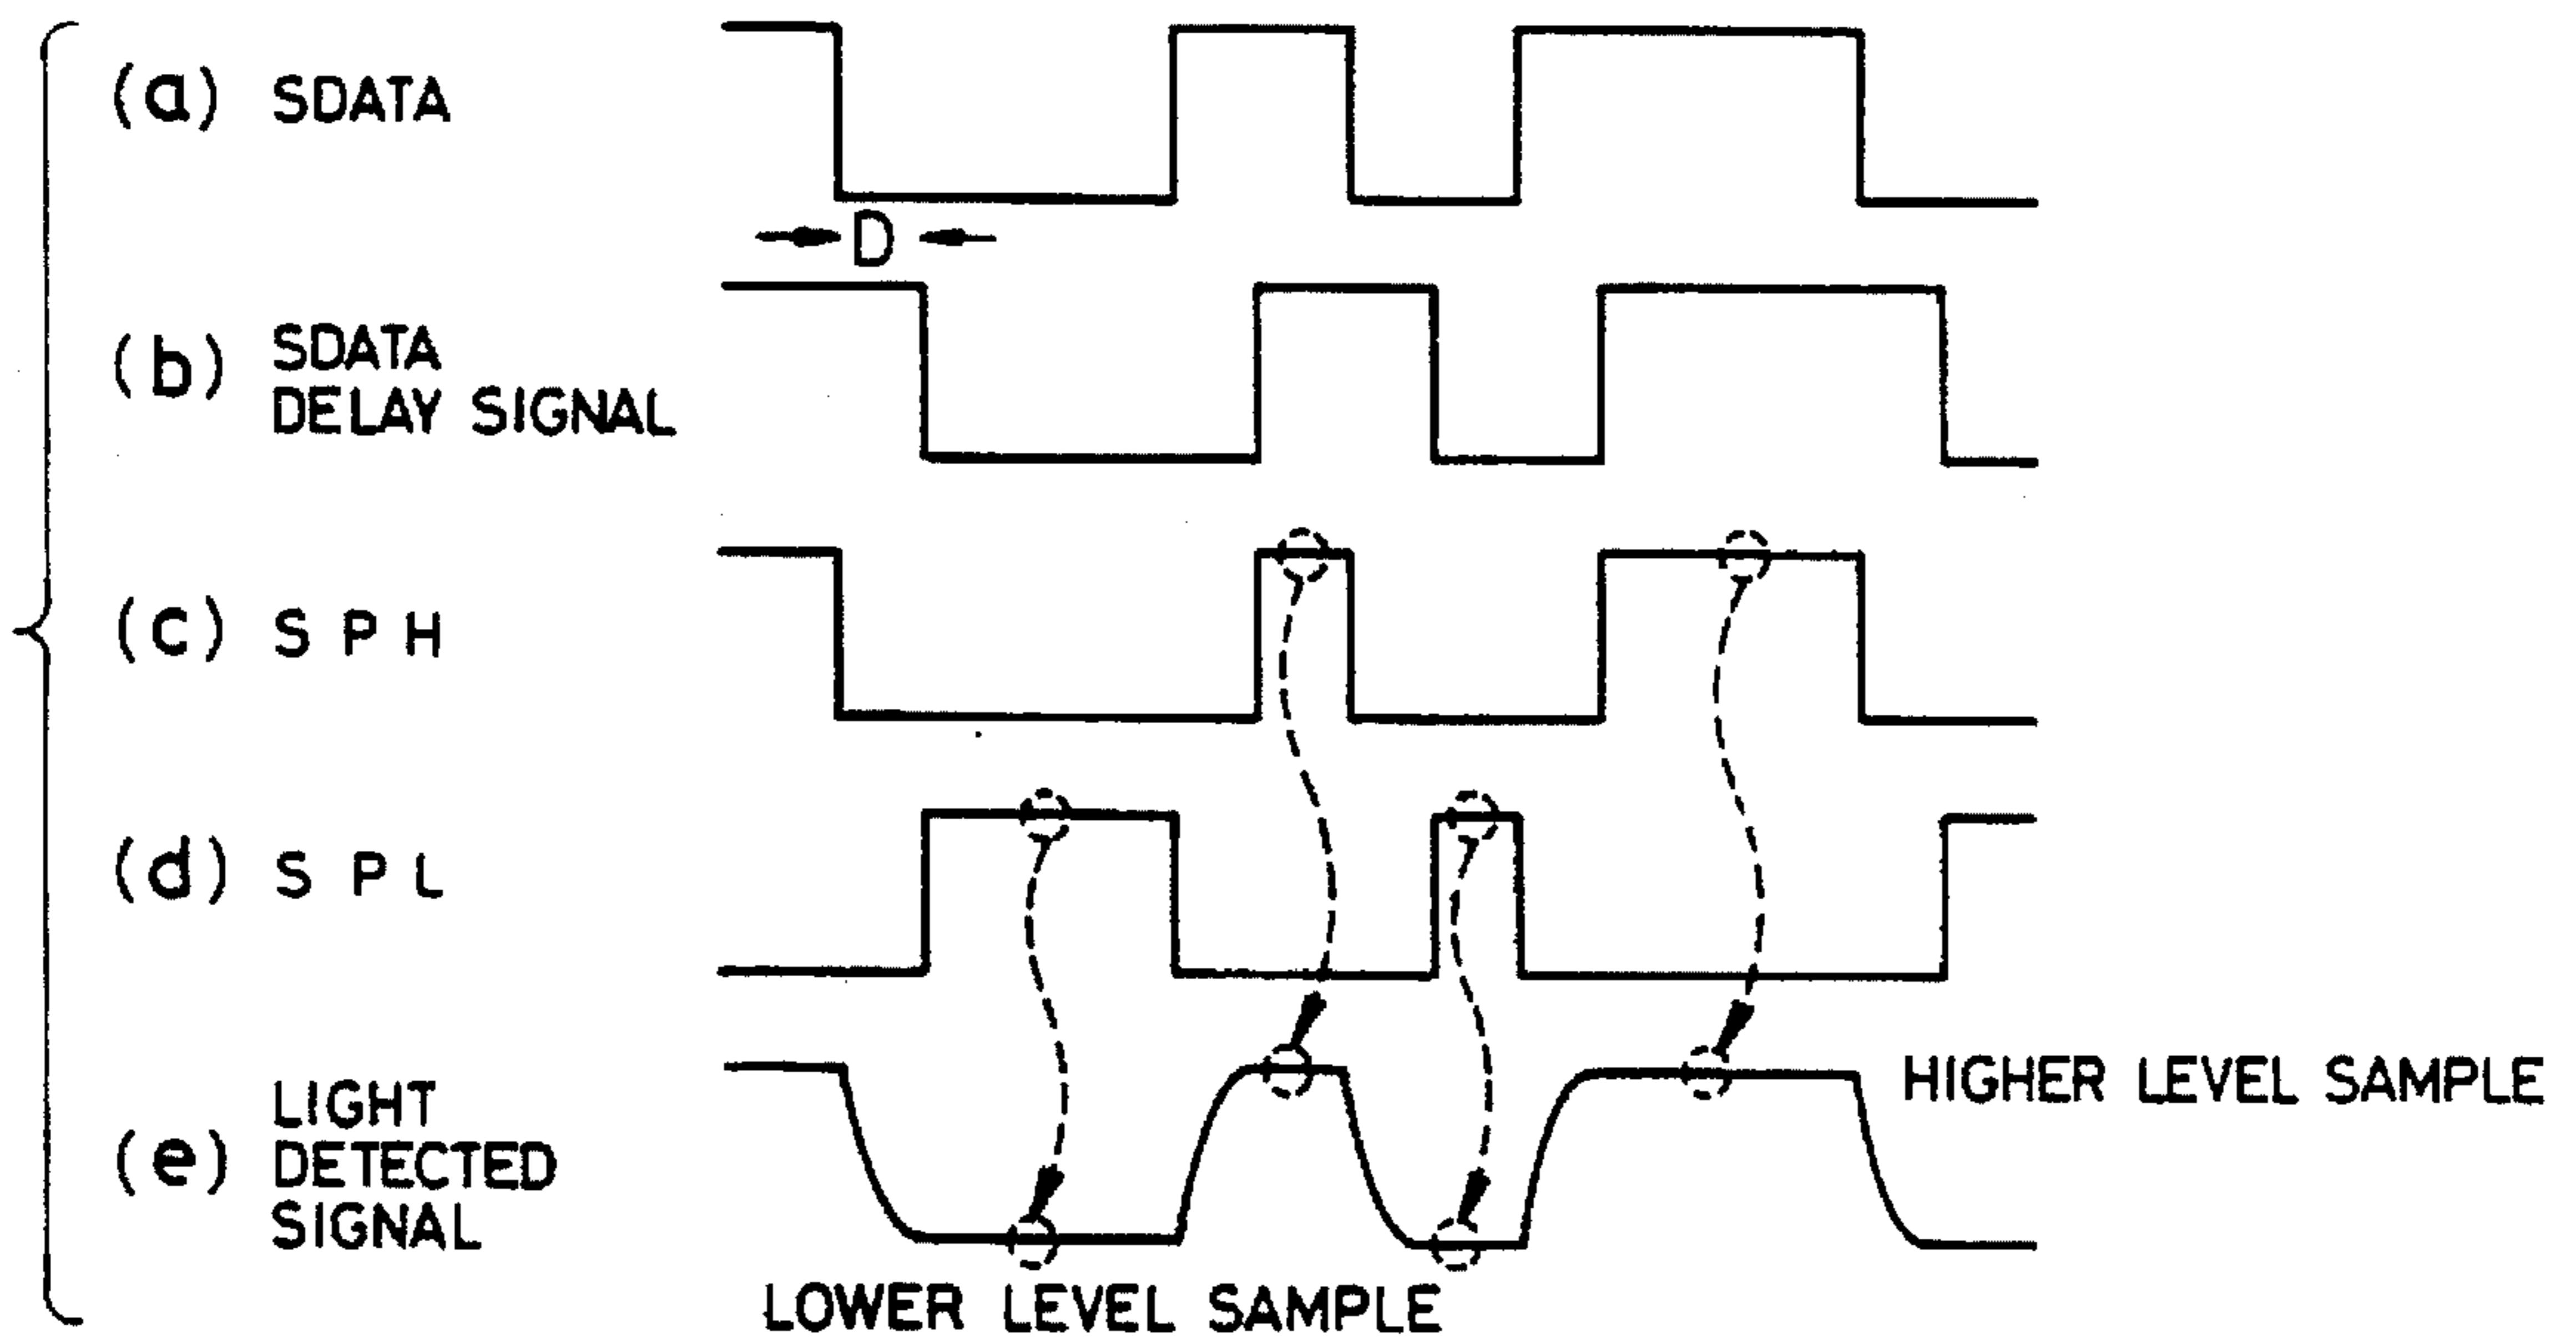 (a) SDATA
D
(b) SDATA
DELAY SIGNAL
(c) S P H
(d) S P L
(e) LIGHT
DETECTED
SIGNAL
HIGHER LEVEL SAMPLE
LOWER LEVEL SAMPLE